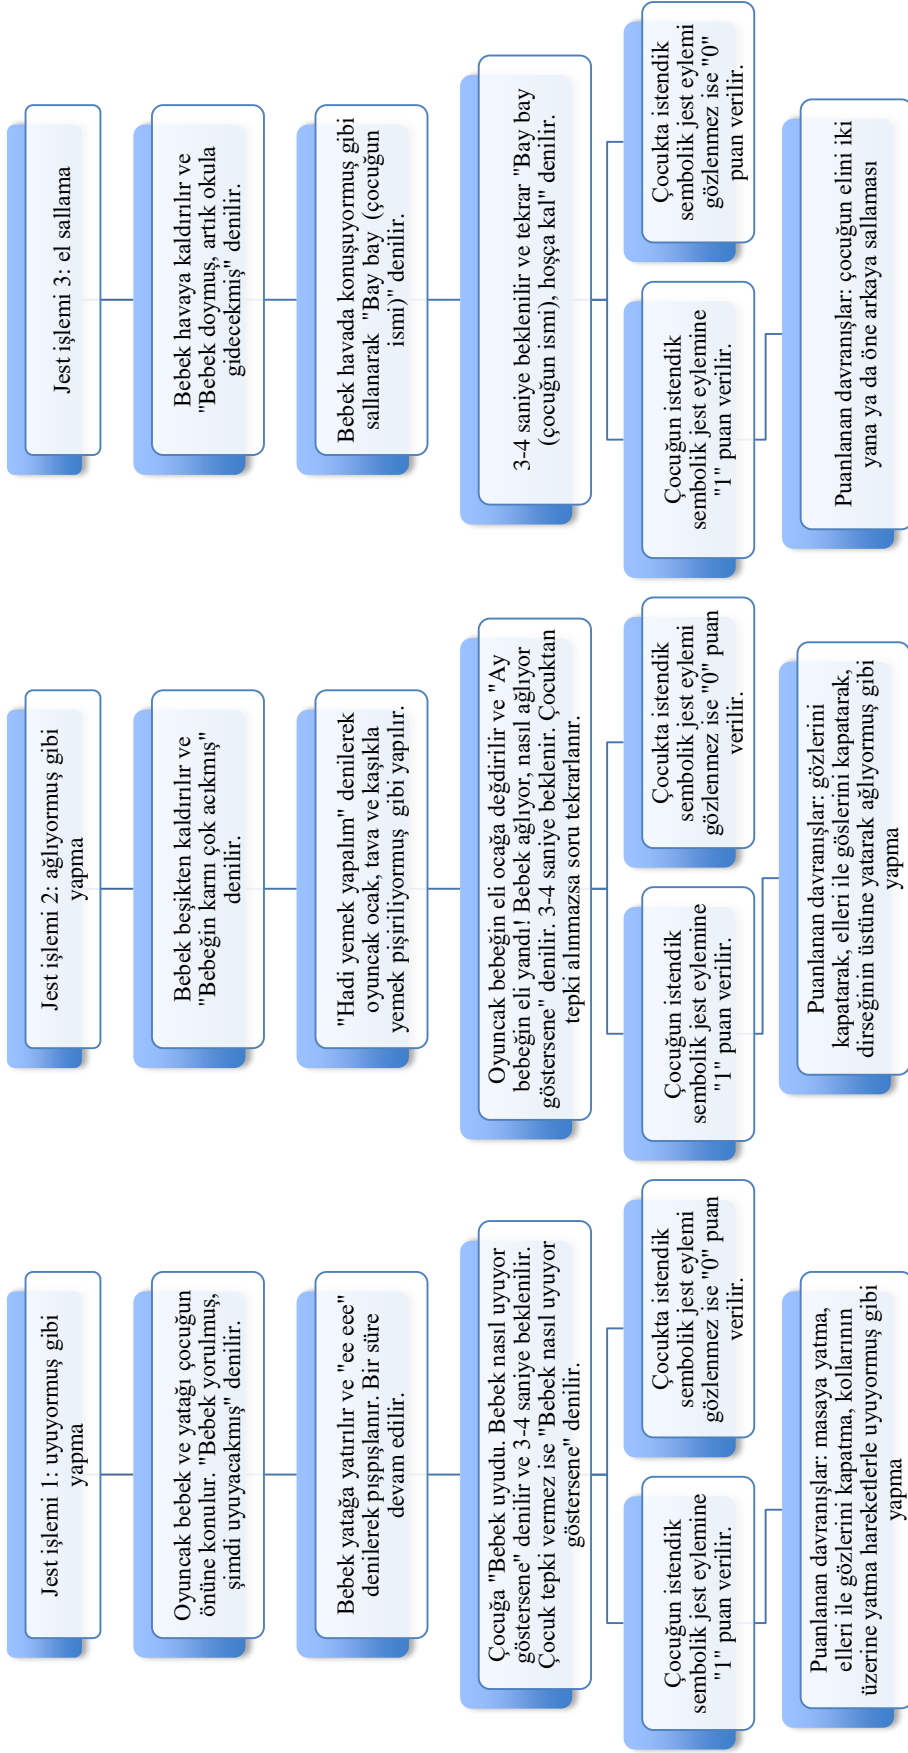 Jest işlemi 1: uyuyormuş gibi
yapma
Oyuncak bebek ve yatağı çocuğun
önüne konulur. "Bebek yorulmuş,
şimdi uyuyacakmış" denilir.
Bebek yatağa yatırılır ve "ee eee"
denilerek pışpışlanır. Bir süre
devam edilir.
Çocuğa "Bebek uyudu. Bebek nasıl uyuyor
göstersene" denilir ve 3-4 saniye beklenilir.
Çocuk tepki vermez ise "Bebek nasıl uyuyor
göstersene" denilir.
Çocuğun istendik
sembolik jest eylemine
"1" puan verilir.
Puanlanan davranışlar: masaya yatma,
elleri ile gözlerini kapatma, kollarının
üzerine yatma hareketlerle uyuyormuş gibi
yapma
Çocukta istendik
sembolik jest eylemi
gözlenmez ise "0" puan
verilir.
Jest işlemi 2: ağlıyormuş gibi
yapma
Bebek beşikten kaldırılır ve
"Bebeğin karnı çok acıkmış"
denilir.
"Hadi yemek yapalım" denilerek
oyuncak ocak, tava ve kaşıkla
yemek pişiriliyormuş gibi yapılır.
Oyuncak bebeğin eli ocağa değdirilir ve "Ay
bebeğin eli yandı! Bebek ağlıyor, nasıl ağlıyor
göstersene" denilir. 3-4 saniye beklenir. Çocuktan
tepki alınmazsa soru tekrarlanır.
Çocuğun istendik
sembolik jest eylemine
"1" puan verilir.
Puanlanan davranışlar: gözlerini
kapatarak, elleri ile göslerini kapatarak,
dirseğinin üstüne yatarak ağlıyormuş gibi
yapma
Çocukta istendik
sembolik jest eylemi
gözlenmez ise "0" puan
verilir.
Jest işlemi 3: el sallama
Bebek havaya kaldırılır ve
"Bebek doymuş, artık okula
gidecekmiş" denilir.
Bebek havada konuşuyormuş gibi
sallanarak "Bay bay (çocuğun
ismi)" denilir.
3-4 saniye beklenilir ve tekrar "Bay bay
(çocuğun ismi), hoşça kal" denilir.
Çocuğun istendik
sembolik jest eylemine
"1" puan verilir.
Puanlanan davranışlar: çocuğun elini iki
yana ya da öne arkaya sallaması
Çocukta istendik
sembolik jest eylemi
gözlenmez ise "0"
puan verilir.